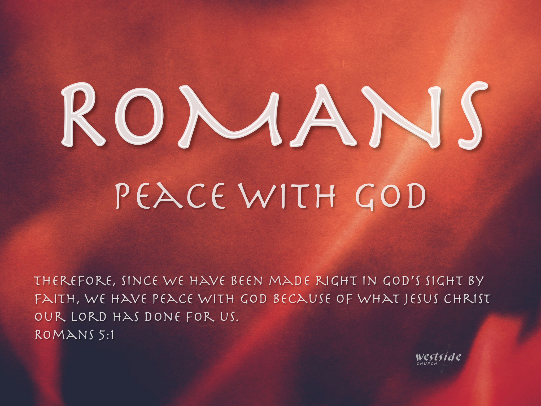 ROMANS
PEACE WITH GOD
THEREFORE, SINCE WE HAVE BEEN MADE RIGHT IN GOD'S SIGHT BY
FAITH, WE HAVE PEACE WITH GOD BECAUSE OF WHAT JESUS CHRIST
OUR LORD HAS DONE FOR US.
ROMANS 5:1
westside
CHURCH